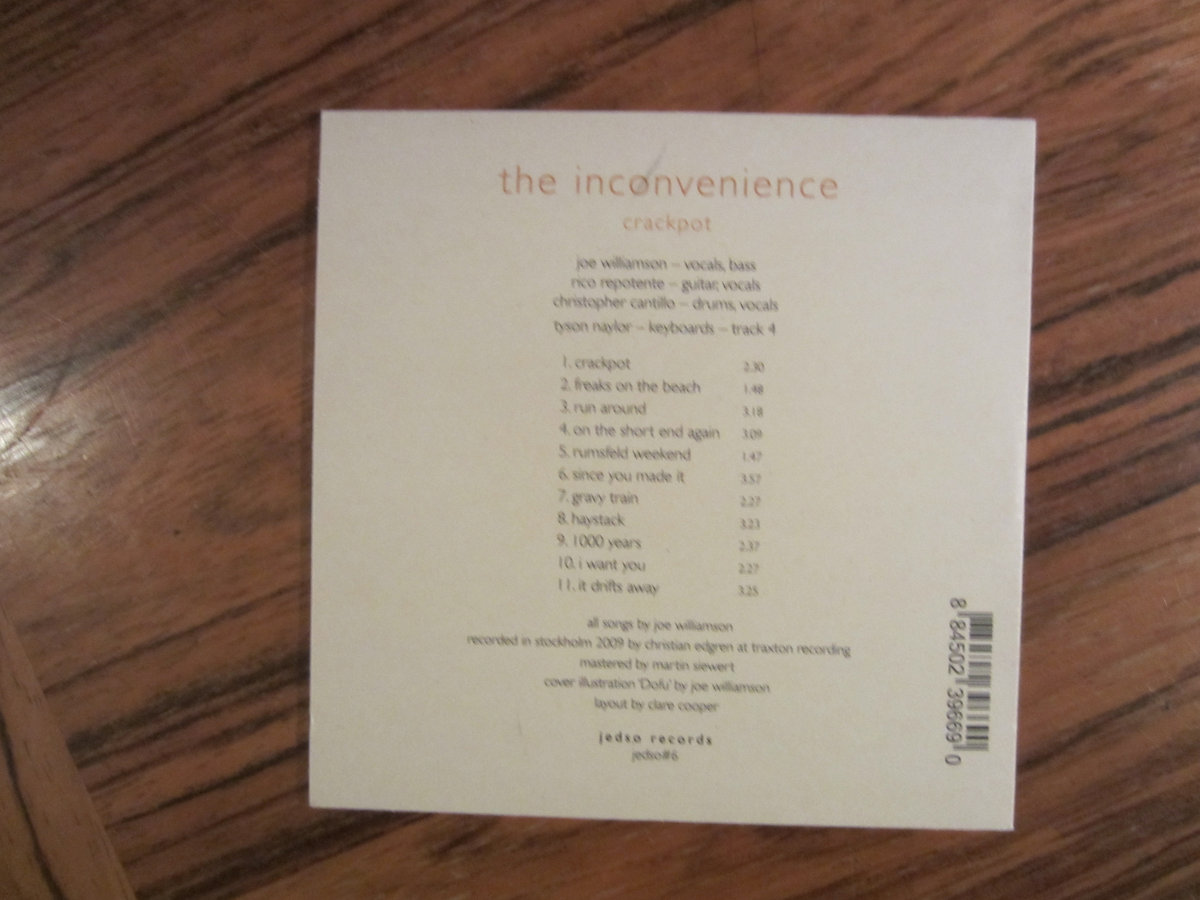 the inconvenience
crackpot
joe williamson – vocals, bass
rico repotente – guitar, vocals
christopher cantillo – drums, vocals
tyson naylor – keyboards – track 4
1. crackpot 2.30
2. freaks on the beach 1.48
3. run around 3.18
4. on the short end again 3.09
5. rumsfeld weekend 1.47
6. since you made it 3.57
7. gravy train 2.27
8. haystack 3.23
9. 1000 years 2.37
10. i want you 2.27
11. it drifts away 3.25
all songs by joe williamson
recorded in stockholm 2009 by christian edgren at traxton recording
mastered by martin siewert
cover illustration 'Dofu' by joe williamson
layout by clare cooper
jedso records
jedso#6
8 84502 39669 0